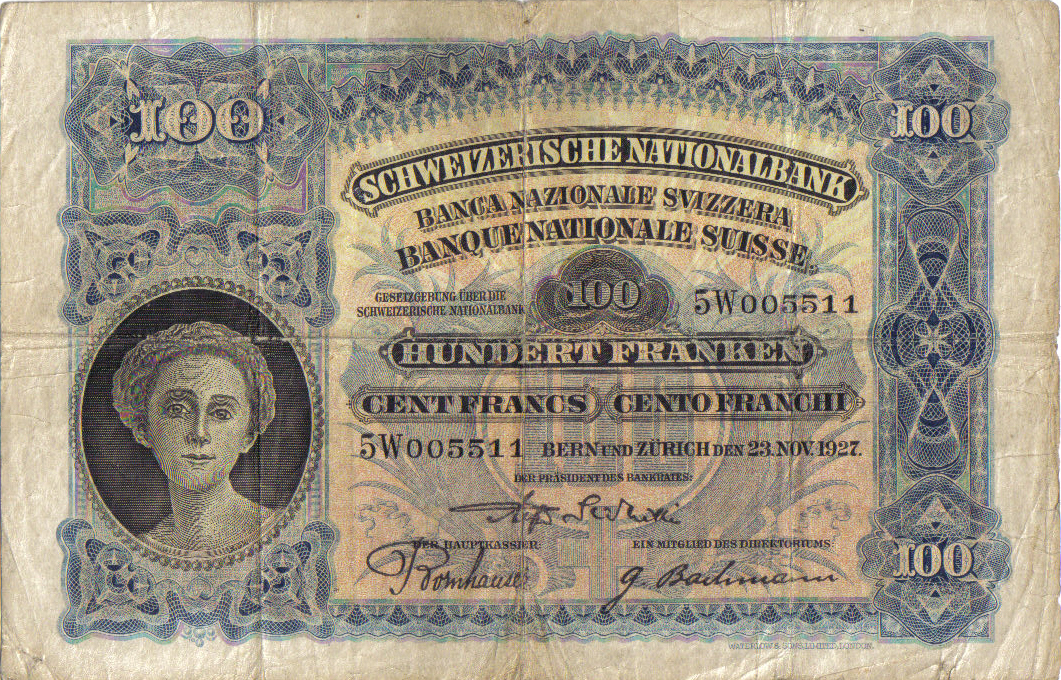 100
100
SCHWEIZERISCHE NATIONALBANK
BANCA NAZIONALE SVIZZERA
BANQUE NATIONALE SUISSE.
GESETZGEBUNG ÜBER DIE
SCHWEIZERISCHE NATIONALBANK
100
5W005511
HUNDERT FRANKEN
CENT FRANCS CENTO FRANCHI
5W005511 BERN UND ZÜRICH DEN 23. NOV. 1927.
DER PRÄSIDENT DES BANKRATES:
DER HAUPTKASSIER: EIN MITGLIED DES DIREKTORIUMS:
Bornhauser G. Bachmann
100
WATERLOW & SONS LIMITED, LONDON.